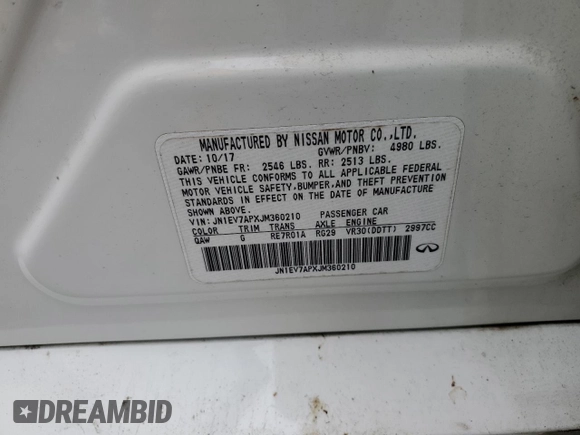 MANUFACTURED BY NISSAN MOTOR CO.,LTD.
DATE: 10/17 GVWR/PNBV: 4980 LBS.
GAWR/PNBE FR: 2546 LBS. RR: 2513 LBS.
THIS VEHICLE CONFORMS TO ALL APPLICABLE FEDERAL
MOTOR VEHICLE SAFETY,BUMPER,AND THEFT PREVENTION
STANDARDS IN EFFECT ON THE DATE OF MANUFACTURE
SHOWN ABOVE.
VIN: JN1EV7APXJM360210 PASSENGER CAR
COLOR TRIM TRANS AXLE ENGINE
QAW G RE7R01A RG29 VR30(DDTT) 2997CC
JN1EV7APXJM360210
INFINITI
DREAMBID